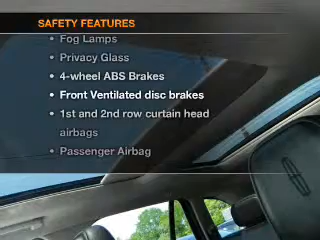 SAFETY FEATURES
• Fog Lamps
• Privacy Glass
• 4-wheel ABS Brakes
• Front Ventilated disc brakes
• 1st and 2nd row curtain head
airbags
• Passenger Airbag